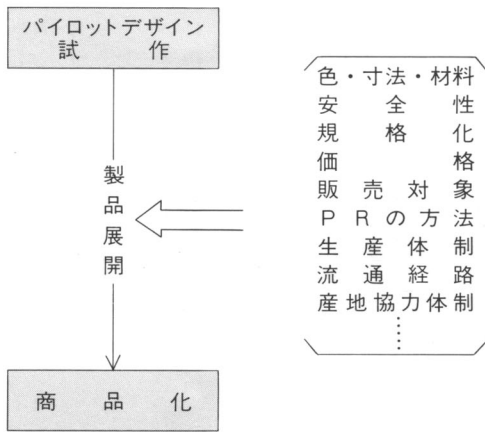 パイロットデザイン
試作
製品展開
色・寸法・材料
安全性
規格化
価格
販売対象
PRの方法
生産体制
流通経路
産地協力体制
⋮
商品化